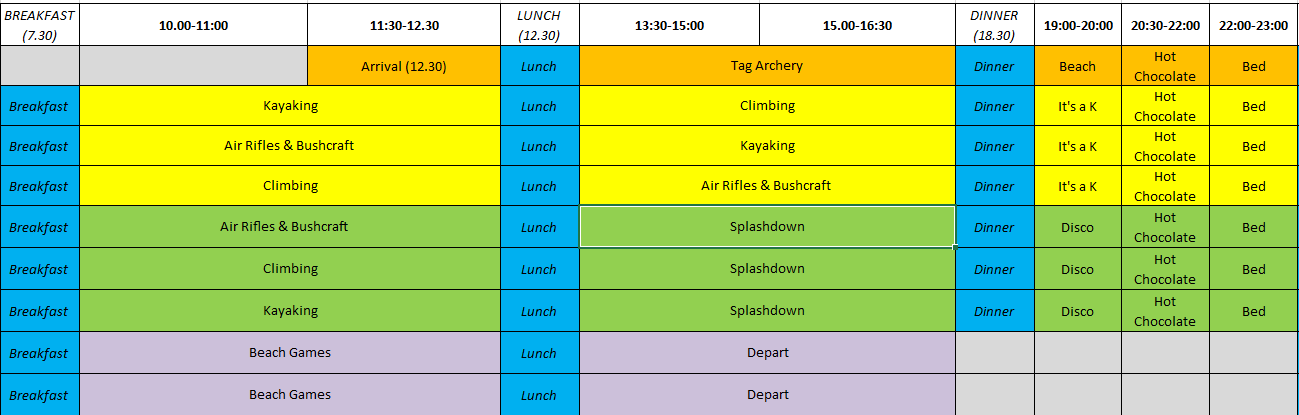 BREAKFAST (7.30) 10.00-11:00 11:30-12.30 LUNCH (12.30) 13:30-15:00 15.00-16:30 DINNER (18.30) 19:00-20:00 20:30-22:00 22:00-23:00
Arrival (12.30) Lunch Tag Archery Dinner Beach Hot Chocolate Bed
Breakfast Kayaking Lunch Climbing Dinner It's a K Hot Chocolate Bed
Breakfast Air Rifles & Bushcraft Lunch Kayaking Dinner It's a K Hot Chocolate Bed
Breakfast Climbing Lunch Air Rifles & Bushcraft Dinner It's a K Hot Chocolate Bed
Breakfast Air Rifles & Bushcraft Lunch Splashdown Dinner Disco Hot Chocolate Bed
Breakfast Climbing Lunch Splashdown Dinner Disco Hot Chocolate Bed
Breakfast Kayaking Lunch Splashdown Dinner Disco Hot Chocolate Bed
Breakfast Beach Games Lunch Depart
Breakfast Beach Games Lunch Depart